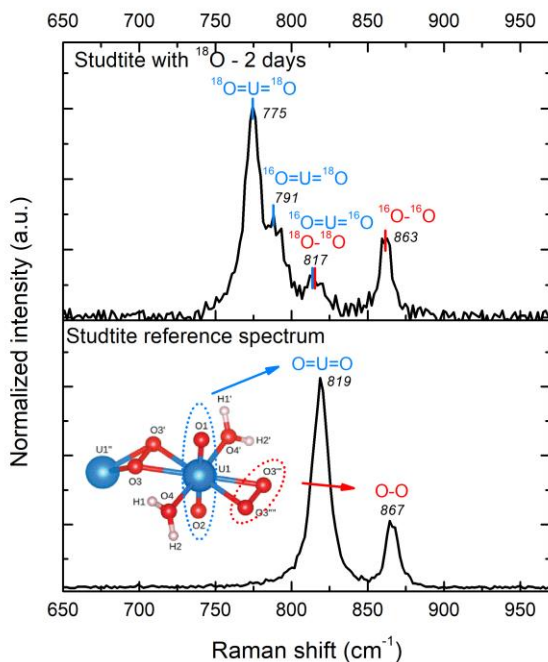 650 700 750 800 850 900 950
Studtite with ¹⁸O - 2 days
¹⁸O=U=¹⁸O
775
¹⁶O=U=¹⁸O
791
¹⁶O=U=¹⁶O
¹⁸O-¹⁸O
817
¹⁶O-¹⁶O
863
Normalized intensity (a.u.)
Studtite reference spectrum
O=U=O
819
O-O
867
H1'
O1
O3'
O4'
H2'
U1''
U1
O3'''
O3
O4
H1
O3''''
O2
H2
650 700 750 800 850 900 950
Raman shift (cm⁻¹)